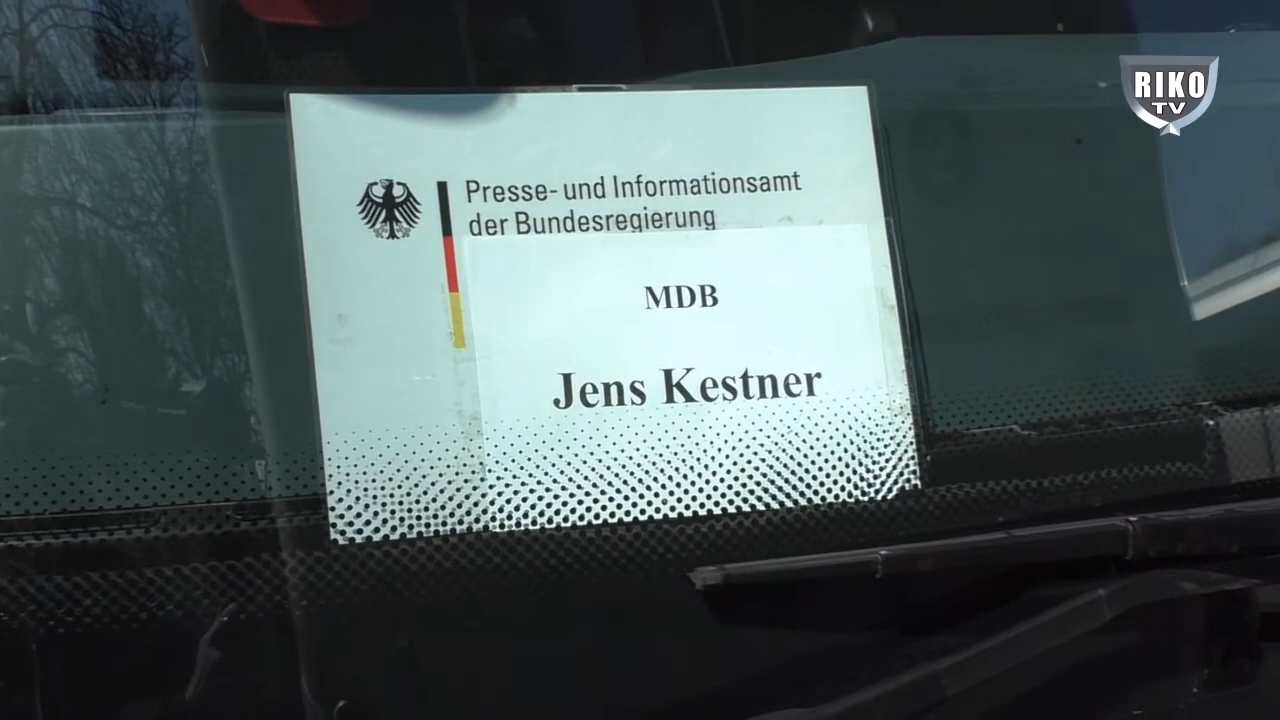 RIKO
TV
Presse- und Informationsamt
der Bundesregierung
MDB
Jens Kestner